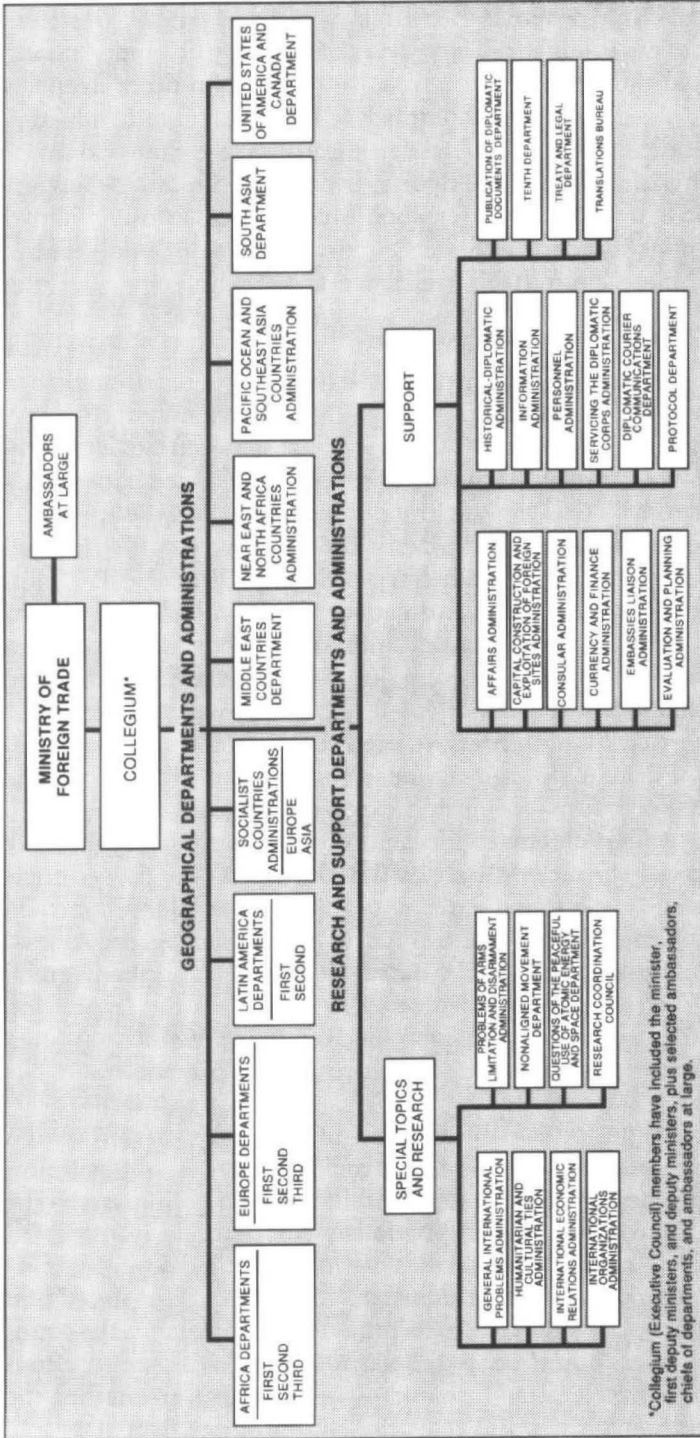 MINISTRY OF
FOREIGN TRADE
AMBASSADORS
AT LARGE
COLLEGIUM*
GEOGRAPHICAL DEPARTMENTS AND ADMINISTRATIONS
AFRICA DEPARTMENTS
FIRST
SECOND
THIRD
EUROPE DEPARTMENTS
FIRST
SECOND
THIRD
LATIN AMERICA
DEPARTMENTS
FIRST
SECOND
SOCIALIST
COUNTRIES
ADMINISTRATIONS
EUROPE
ASIA
MIDDLE EAST
COUNTRIES
DEPARTMENT
NEAR EAST AND
NORTH AFRICA
COUNTRIES
ADMINISTRATION
PACIFIC OCEAN AND
SOUTHEAST ASIA
COUNTRIES
ADMINISTRATION
SOUTH ASIA
DEPARTMENT
UNITED STATES
OF AMERICA AND
CANADA
DEPARTMENT
RESEARCH AND SUPPORT DEPARTMENTS AND ADMINISTRATIONS
SPECIAL TOPICS
AND RESEARCH
GENERAL INTERNATIONAL
PROBLEMS ADMINISTRATION
HUMANITARIAN AND
CULTURAL TIES
ADMINISTRATION
INTERNATIONAL ECONOMIC
RELATIONS ADMINISTRATION
INTERNATIONAL
ORGANIZATIONS
ADMINISTRATION
PROBLEMS OF ARMS
LIMITATION AND DISARMAMENT
ADMINISTRATION
NONALIGNED MOVEMENT
DEPARTMENT
QUESTIONS OF THE PEACEFUL
USE OF ATOMIC ENERGY
AND SPACE DEPARTMENT
RESEARCH COORDINATION
COUNCIL
SUPPORT
AFFAIRS ADMINISTRATION
CAPITAL CONSTRUCTION AND
EXPLOITATION OF FOREIGN
SITES ADMINISTRATION
CONSULAR ADMINISTRATION
CURRENCY AND FINANCE
ADMINISTRATION
EMBASSIES LIAISON
ADMINISTRATION
EVALUATION AND PLANNING
ADMINISTRATION
HISTORICAL-DIPLOMATIC
ADMINISTRATION
INFORMATION
ADMINISTRATION
PERSONNEL
ADMINISTRATION
SERVICING THE DIPLOMATIC
CORPS ADMINISTRATION
DIPLOMATIC COURIER
COMMUNICATIONS
DEPARTMENT
PROTOCOL DEPARTMENT
PUBLICATION OF DIPLOMATIC
DOCUMENTS DEPARTMENT
TENTH DEPARTMENT
TREATY AND LEGAL
DEPARTMENT
TRANSLATIONS BUREAU
*Collegium (Executive Council) members have included the minister,
first deputy ministers, and deputy ministers, plus selected ambassadors,
chiefs of departments, and ambassadors at large.